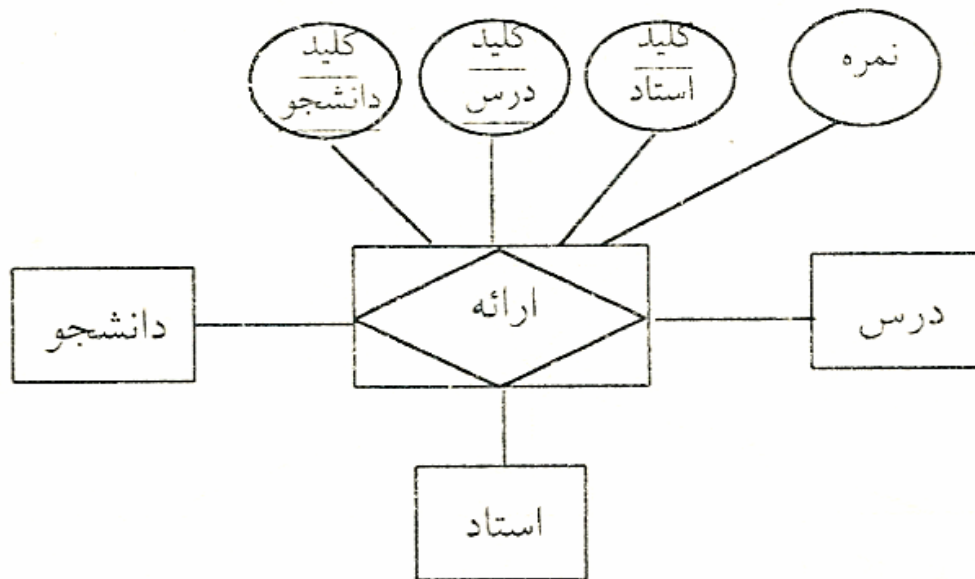 کلید
دانشجو
کلید
درس
کلید
استاد
نمره
دانشجو
ارائه
درس
استاد